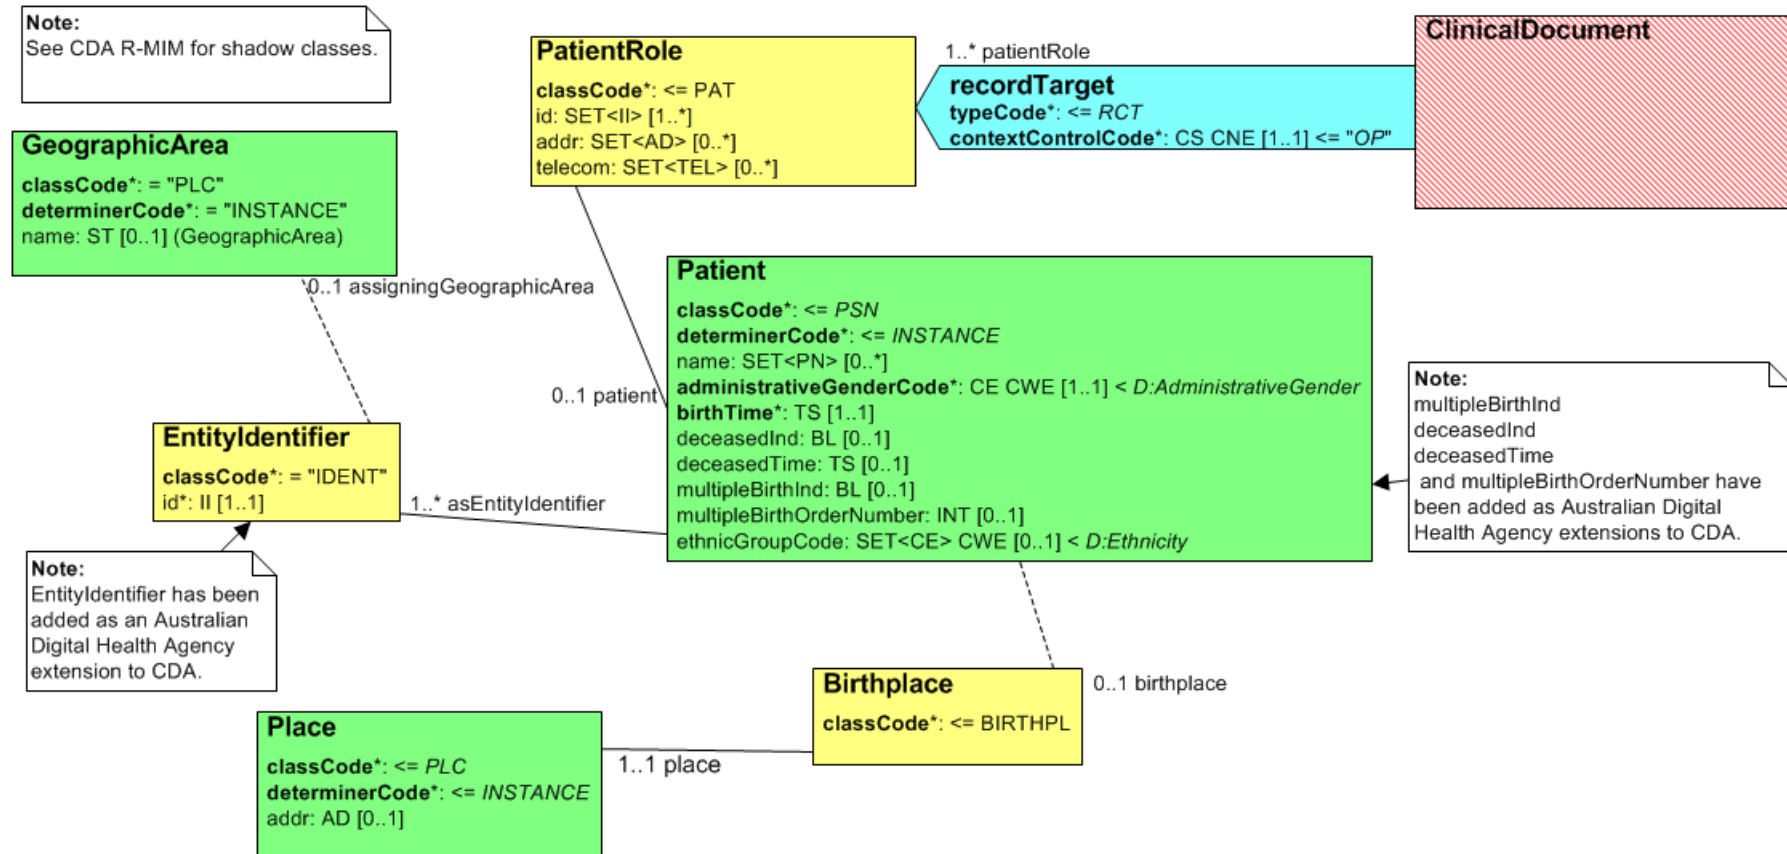 Note:
See CDA R-MIM for shadow classes.
PatientRole
classCode*: <= PAT
id: SET<II> [1..*]
addr: SET<AD> [0..*]
telecom: SET<TEL> [0..*]
1..* patientRole
recordTarget
typeCode*: <= RCT
contextControlCode*: CS CNE [1..1] <= "OP"
ClinicalDocument
GeographicArea
classCode*: = "PLC"
determinerCode*: = "INSTANCE"
name: ST [0..1] (GeographicArea)
0..1 assigningGeographicArea
Patient
classCode*: <= PSN
determinerCode*: <= INSTANCE
name: SET<PN> [0..*]
administrativeGenderCode*: CE CWE [1..1] < D:AdministrativeGender
birthTime*: TS [1..1]
deceasedInd: BL [0..1]
deceasedTime: TS [0..1]
multipleBirthInd: BL [0..1]
multipleBirthOrderNumber: INT [0..1]
ethnicGroupCode: SET<CE> CWE [0..1] < D:Ethnicity
0..1 patient
Note:
multipleBirthInd
deceasedInd
deceasedTime
and multipleBirthOrderNumber have
been added as Australian Digital
Health Agency extensions to CDA.
EntityIdentifier
classCode*: = "IDENT"
id*: II [1..1]
1..* asEntityIdentifier
Note:
EntityIdentifier has been
added as an Australian
Digital Health Agency
extension to CDA.
Birthplace
classCode*: <= BIRTHPL
0..1 birthplace
Place
classCode*: <= PLC
determinerCode*: <= INSTANCE
addr: AD [0..1]
1..1 place